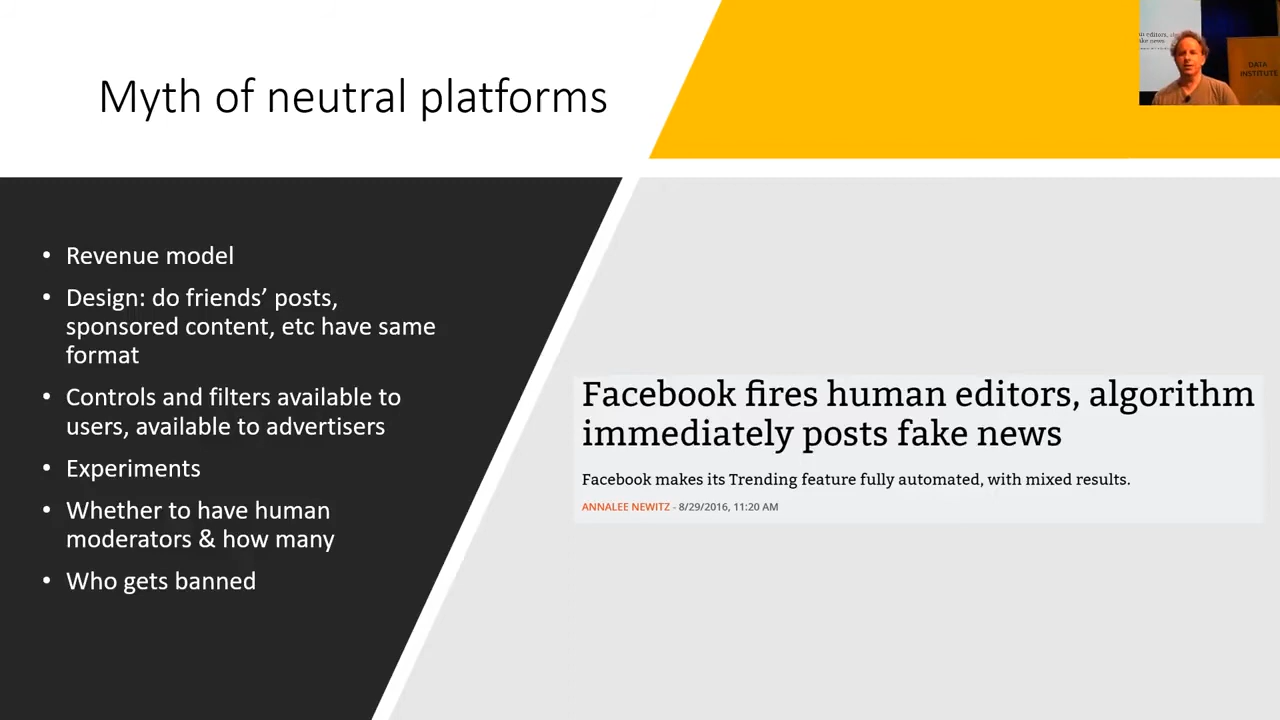 Myth of neutral platforms
DATA
INSTITUTE
• Revenue model
• Design: do friends’ posts,
sponsored content, etc have same
format
• Controls and filters available to
users, available to advertisers
• Experiments
• Whether to have human
moderators & how many
• Who gets banned
Facebook fires human editors, algorithm
immediately posts fake news
Facebook makes its Trending feature fully automated, with mixed results.
ANNALEE NEWITZ - 8/29/2016, 11:20 AM